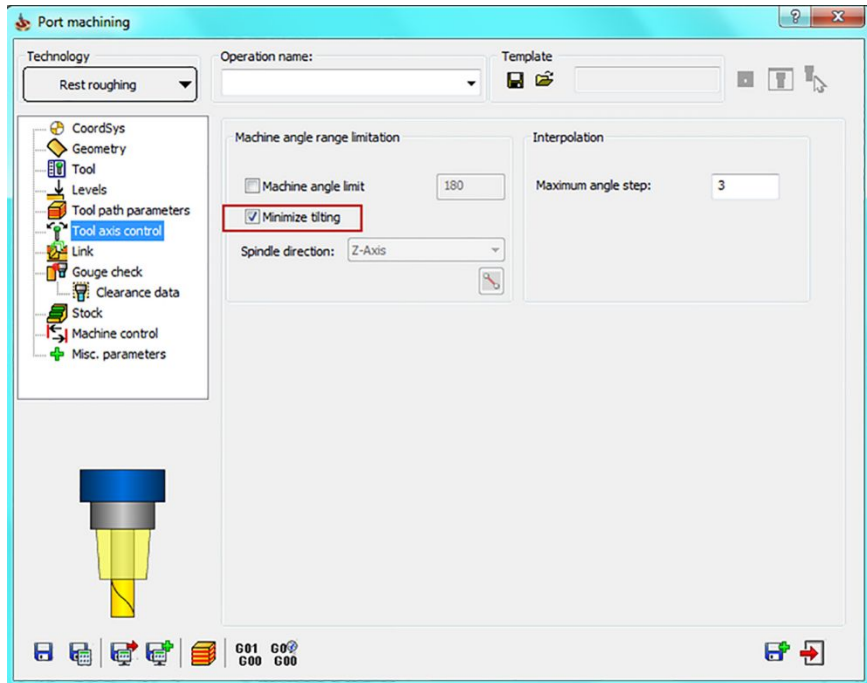 Port machining
Technology
Rest roughing
Operation name:
Template
CoordSys
Geometry
Tool
Levels
Tool path parameters
Tool axis control
Link
Gouge check
Clearance data
Stock
Machine control
Misc. parameters
Machine angle range limitation
Machine angle limit 180
Minimize tilting
Spindle direction: Z-Axis
Interpolation
Maximum angle step: 3
G01 G0
G00 G00